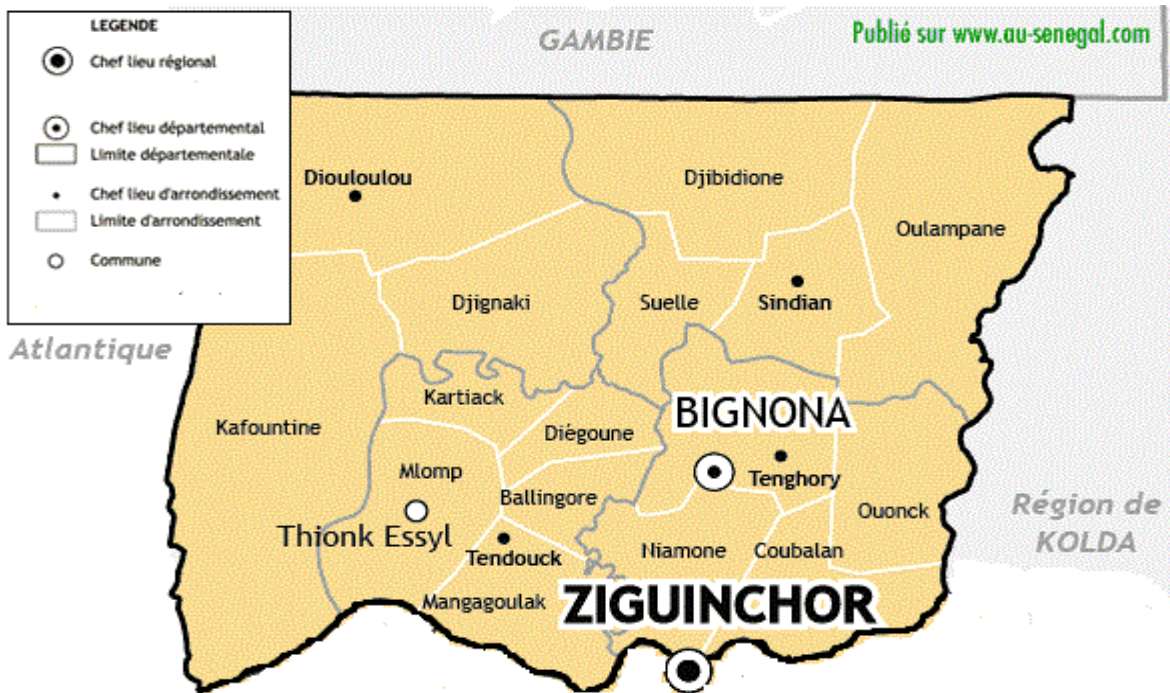 LEGENDE
Chef lieu régional
Chef lieu départemental
Limite départementale
Chef lieu d'arrondissement
Limite d'arrondissement
Commune
GAMBIE
Publié sur www.au-senegal.com
Diouloulou
Djibidione
Oulampane
Djignaki
Suelle
Sindian
Atlantique
Kartiack
Kafountine
Diégoune
BIGNONA
Mlomp
Ballingore
Tenghory
Ouonck
Région de
KOLDA
Thionk Essyl
Tendouck
Niamone
Coubalan
Mangagoulak
ZIGUINCHOR